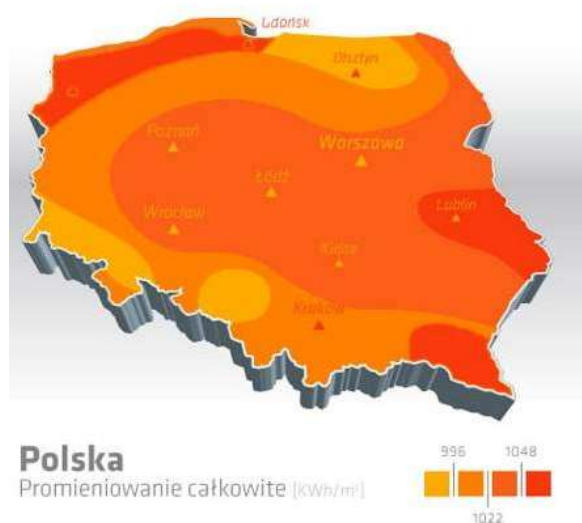 Gdańsk
Olsztyn
Poznań
Warszawa
Łódź
Wrocław
Lublin
Kielce
Kraków
Polska
Promieniowanie całkowite [KWh/m²]
996 1048
1022